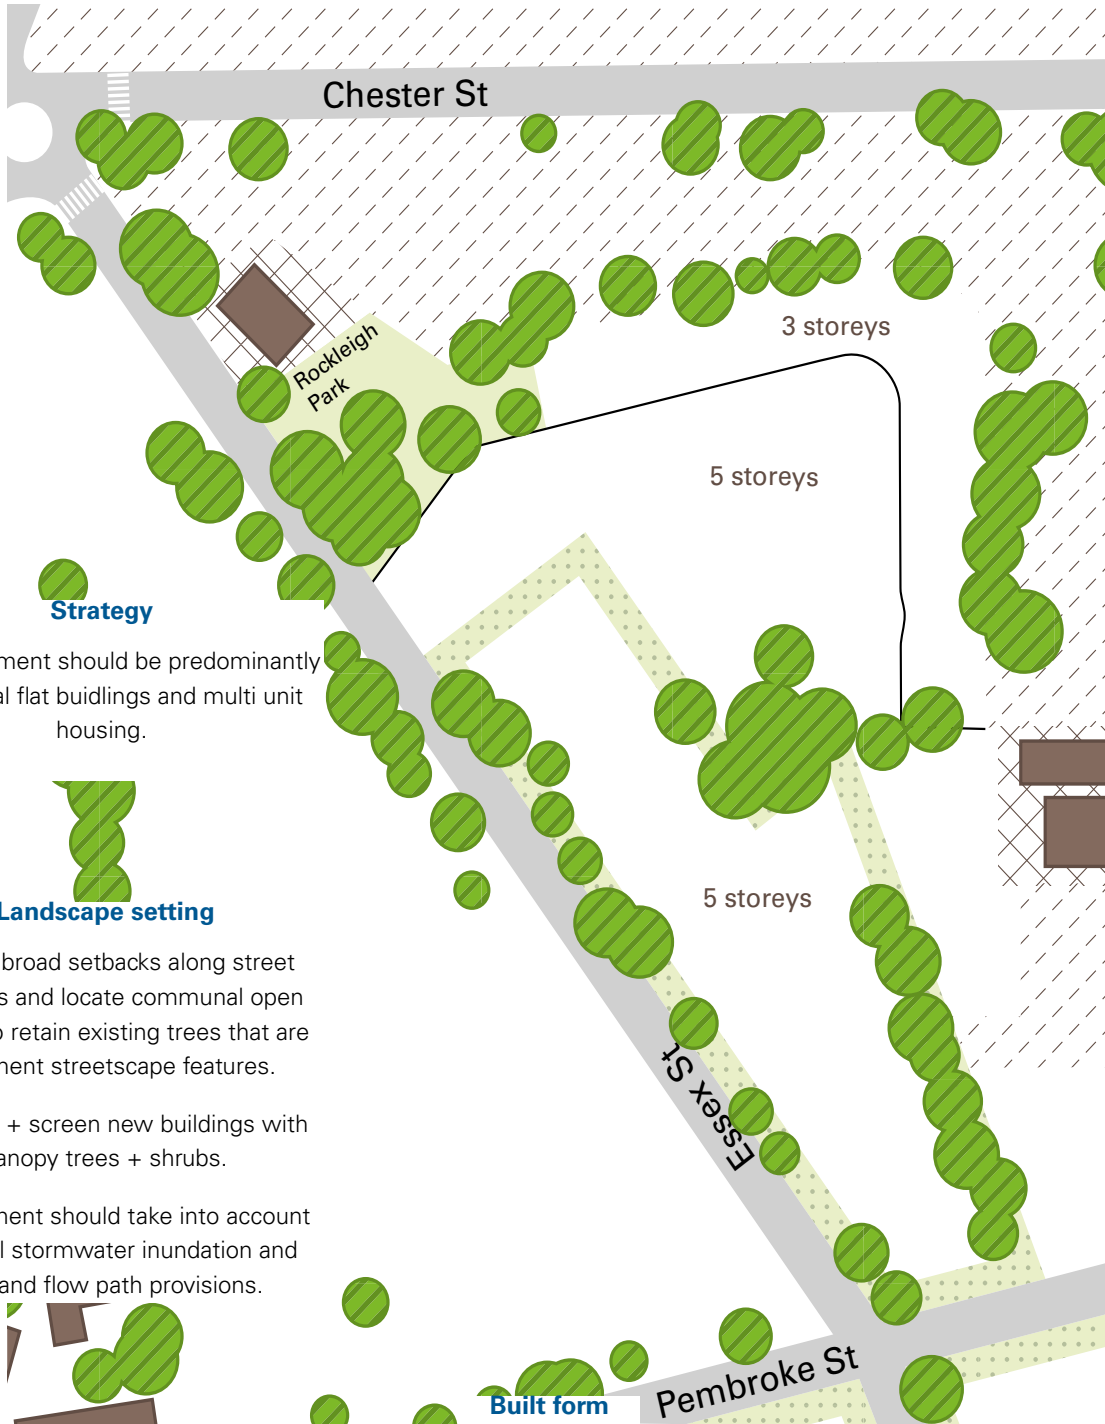 Chester St
3 storeys
Rockleigh
Park
5 storeys
Strategy
ment should be predominantly
al flat buidlings and multi unit
housing.
5 storeys
Landscape setting
broad setbacks along street
s and locate communal open
o retain existing trees that are
nent streetscape features.
Essex St
+ screen new buildings with
anopy trees + shrubs.
ment should take into account
l stormwater inundation and
and flow path provisions.
Pembroke St
Built form